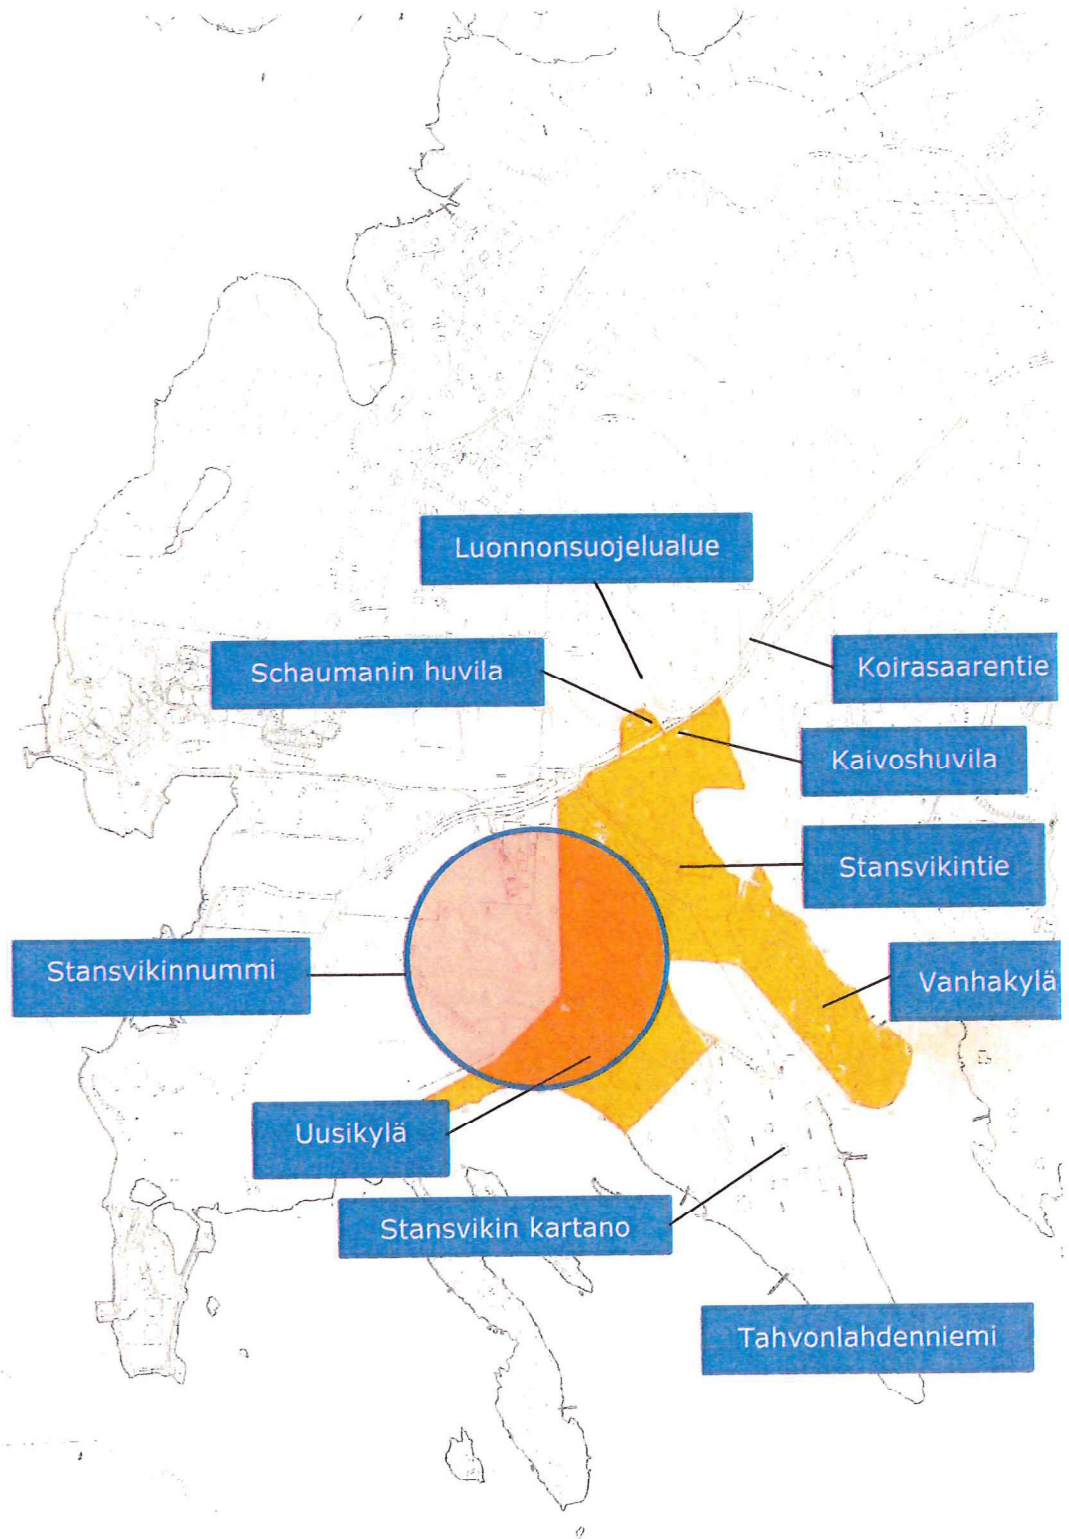 Luonnonsuojelualue
Schaumanin huvila
Koirasaarentie
Kaivoshuvila
Stansvikintie
Stansvikinnummi
Vanhakylä
Uusikylä
Stansvikin kartano
Tahvonlahdenniemi